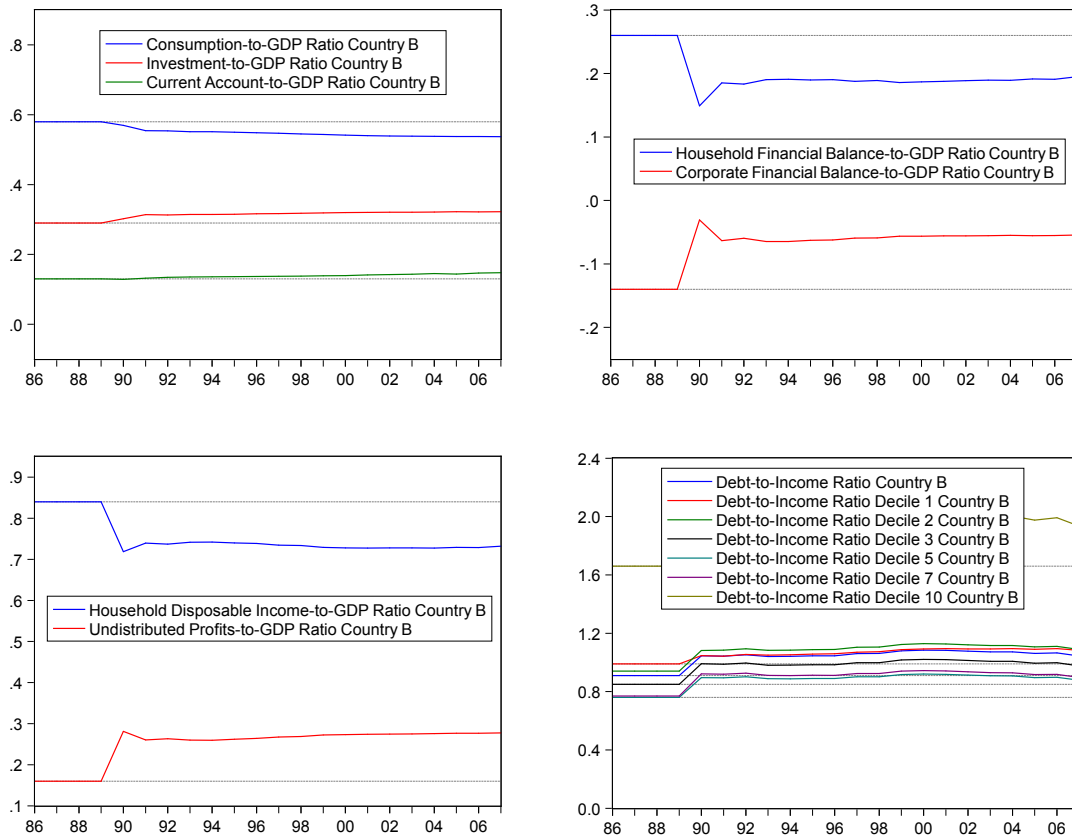 .8
.6
.4
.2
.0
Consumption-to-GDP Ratio Country B
Investment-to-GDP Ratio Country B
Current Account-to-GDP Ratio Country B
86 88 90 92 94 96 98 00 02 04 06
.3
.2
.1
.0
-.1
-.2
Household Financial Balance-to-GDP Ratio Country B
Corporate Financial Balance-to-GDP Ratio Country B
86 88 90 92 94 96 98 00 02 04 06
.9
.8
.7
.6
.5
.4
.3
.2
.1
Household Disposable Income-to-GDP Ratio Country B
Undistributed Profits-to-GDP Ratio Country B
86 88 90 92 94 96 98 00 02 04 06
2.4
2.0
1.6
1.2
0.8
0.4
0.0
Debt-to-Income Ratio Country B
Debt-to-Income Ratio Decile 1 Country B
Debt-to-Income Ratio Decile 2 Country B
Debt-to-Income Ratio Decile 3 Country B
Debt-to-Income Ratio Decile 5 Country B
Debt-to-Income Ratio Decile 7 Country B
Debt-to-Income Ratio Decile 10 Country B
86 88 90 92 94 96 98 00 02 04 06